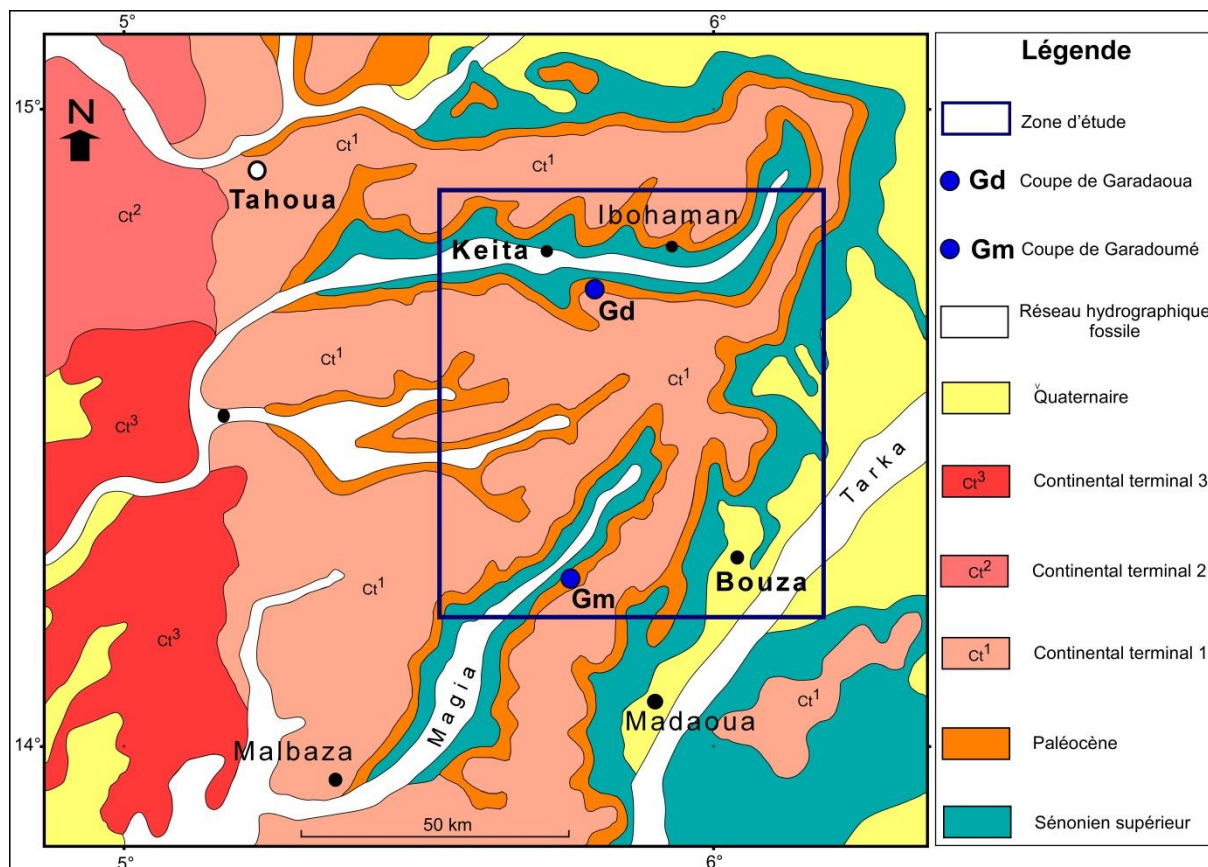 5°
6°
15°
N
Ct¹
Ct¹
Tahoua
Ct²
Ibohaman
Keita
Gd
Ct¹
Ct¹
Ct³
Tarka
Bouza
Ct¹
Gm
Ct³
Magia
Madaoua
Ct¹
14°
Malbaza
50 km
5°
6°
Légende
Zone d'étude
Gd Coupe de Garadaoua
Gm Coupe de Garadoumé
Réseau hydrographique
fossile
Quaternaire
Ct³ Continental terminal 3
Ct² Continental terminal 2
Ct¹ Continental terminal 1
Paléocène
Sénonien supérieur